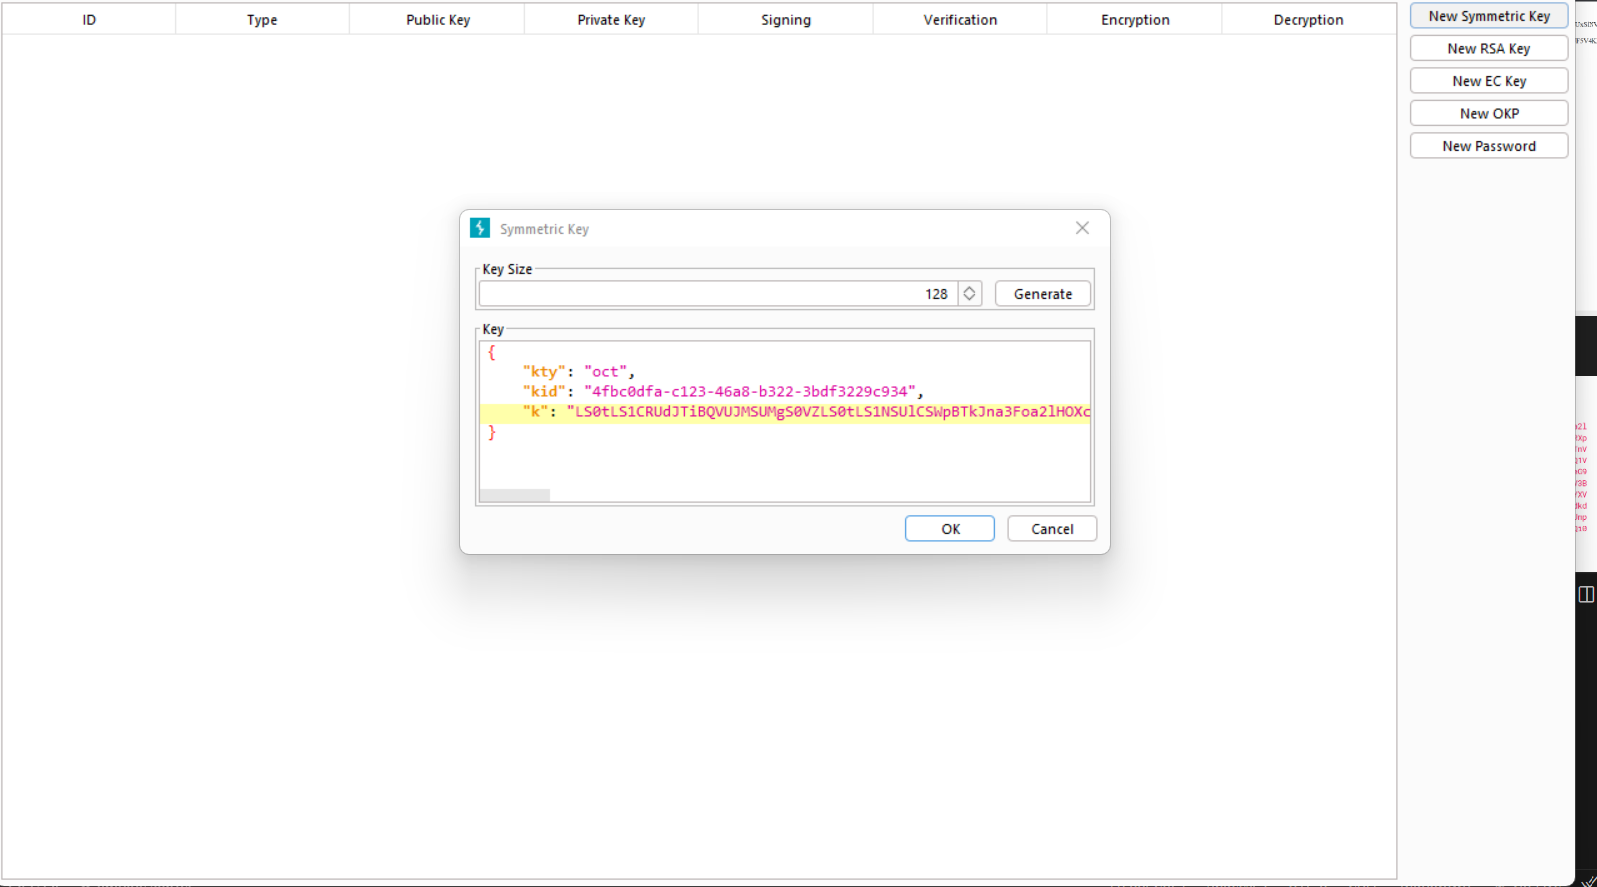 ID Type Public Key Private Key Signing Verification Encryption Decryption
New Symmetric Key
New RSA Key
New EC Key
New OKP
New Password
Symmetric Key
Key Size
128 Generate
Key
{
"kty": "oct",
"kid": "4fbc0dfa-c123-46a8-b322-3bdf3229c934",
"k": "LS0tLS1CRUdJTiBQVUJMSUMgS0VZLS0tLS1NSUlCSWpBTkJna3Foa2lHOXc
}
OK Cancel